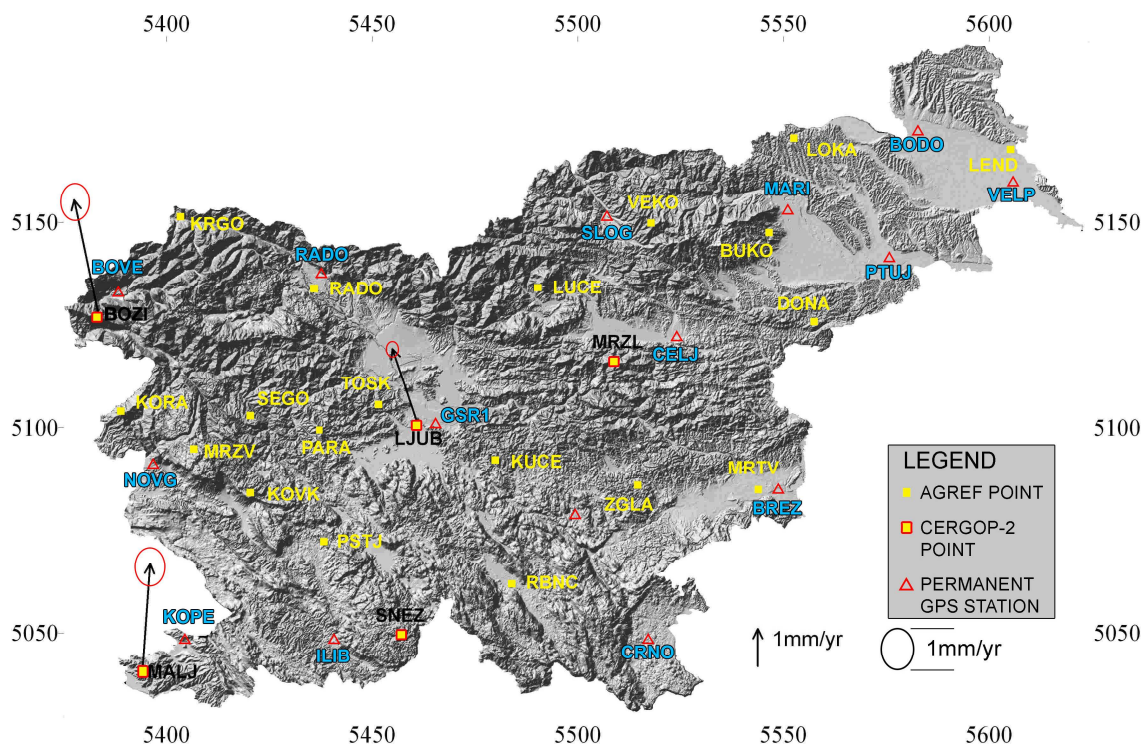 5400 5450 5500 5550 5600
BODO
LOKA
LEND
VELP
MARI
VEKO
KRGO
5150 5150
SLOG
BUKO
RADO
BOVE
PTUJ
RADO
LUCE
DONA
BOZI
MRZL
CELJ
TOSK
SEGO
KORA
GSR1
5100 5100
LJUB
PARA
MRZV
KUCE
LEGEND
MRTV
NOVG
KOVK
ZGLA
BREZ
AGREF POINT
CERGOP-2
POINT
PSTJ
RBNC
PERMANENT
GPS STATION
KOPE
SNEZ
5050 5050
1mm/yr
1mm/yr
ILIB
CRNO
MALJ
5400 5450 5500 5550 5600